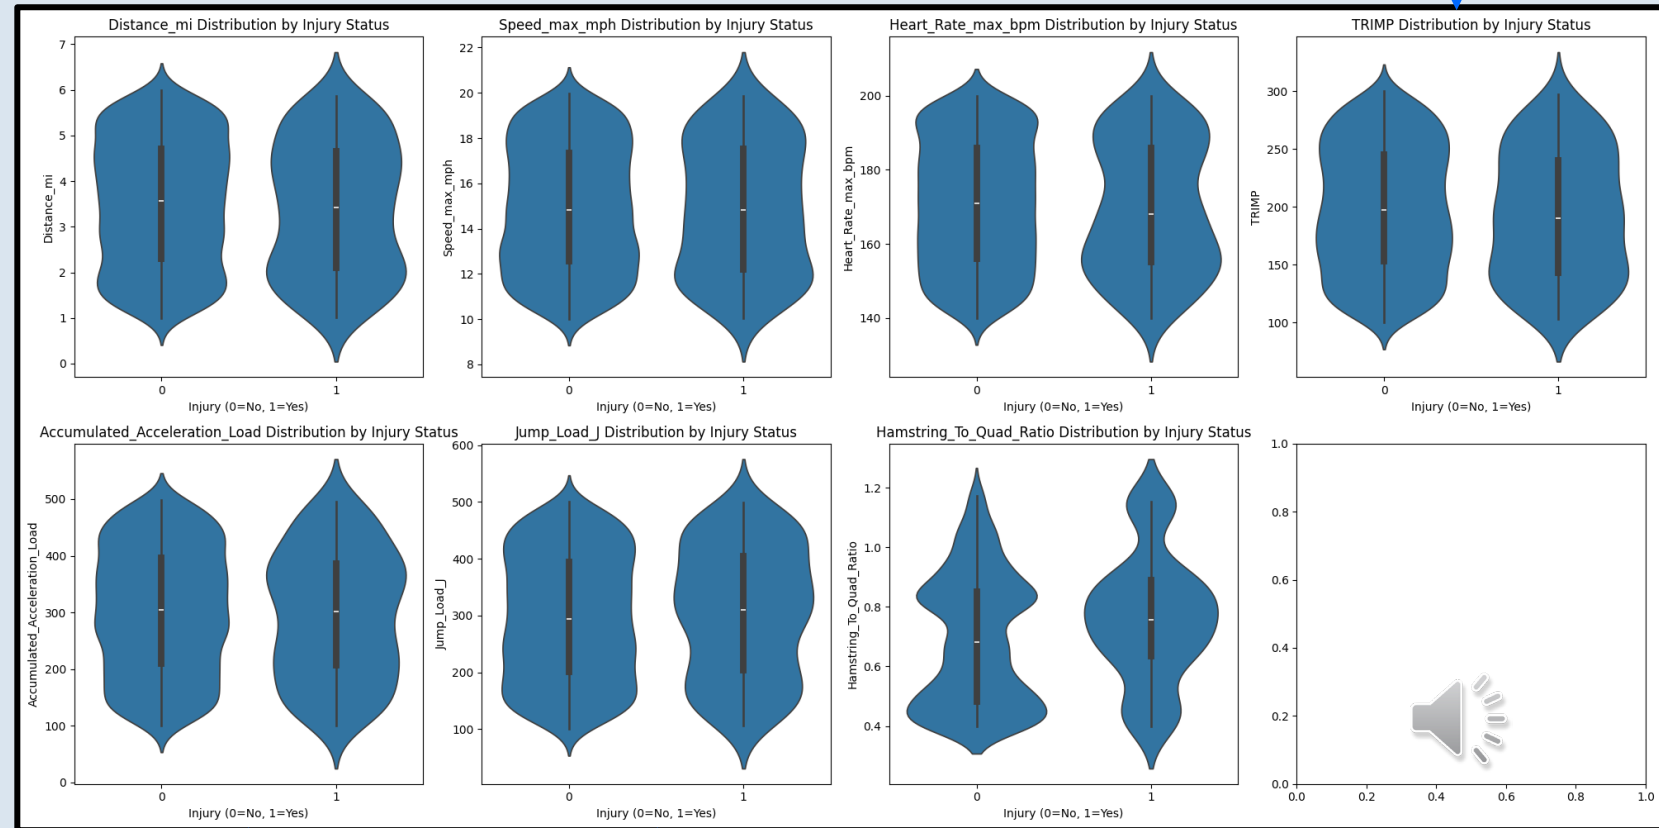 Distance_mi Distribution by Injury Status
7
6
5
4
3
2
1
0
Distance_mi
0 1
Injury (0=No, 1=Yes)
Speed_max_mph Distribution by Injury Status
22
20
18
16
14
12
10
8
Speed_max_mph
0 1
Injury (0=No, 1=Yes)
Heart_Rate_max_bpm Distribution by Injury Status
200
180
160
140
Heart_Rate_max_bpm
0 1
Injury (0=No, 1=Yes)
TRIMP Distribution by Injury Status
300
250
200
150
100
TRIMP
0 1
Injury (0=No, 1=Yes)
Accumulated_Acceleration_Load Distribution by Injury Status
500
400
300
200
100
0
Accumulated_Acceleration_Load
0 1
Injury (0=No, 1=Yes)
Jump_Load_J Distribution by Injury Status
600
500
400
300
200
100
Jump_Load_J
0 1
Injury (0=No, 1=Yes)
Hamstring_To_Quad_Ratio Distribution by Injury Status
1.2
1.0
0.8
0.6
0.4
Hamstring_To_Quad_Ratio
0 1
Injury (0=No, 1=Yes)
1.0
0.8
0.6
0.4
0.2
0.0
0.0 0.2 0.4 0.6 0.8 1.0